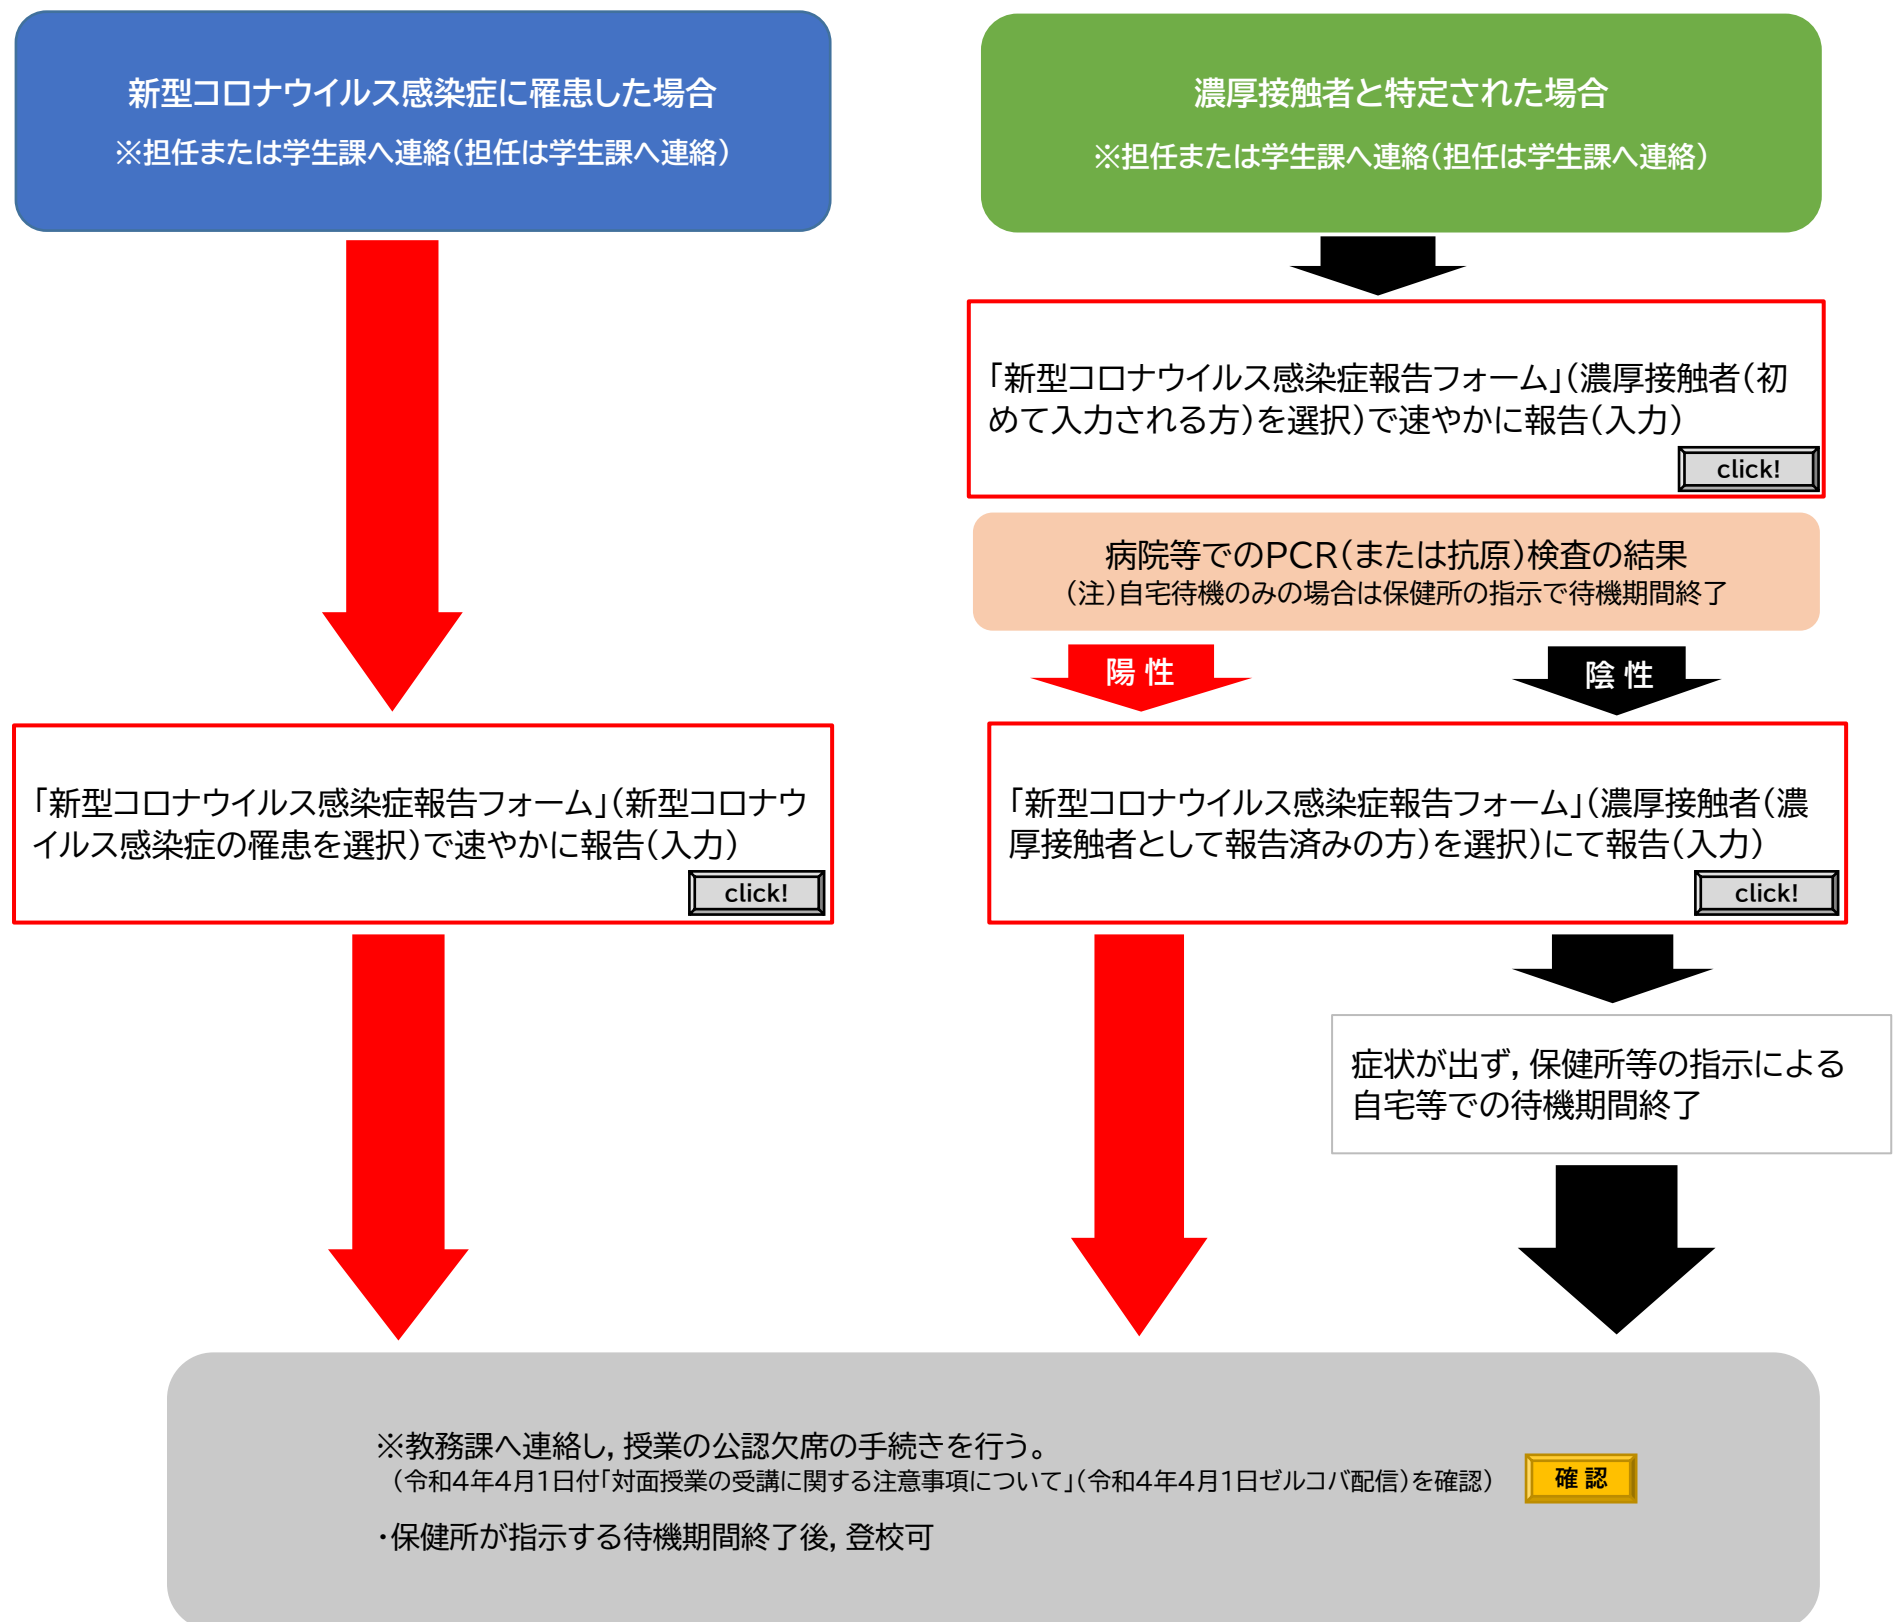 新型コロナウイルス感染症に罹患した場合
※担任または学生課へ連絡（担任は学生課へ連絡）
濃厚接触者と特定された場合
※担任または学生課へ連絡（担任は学生課へ連絡）
「新型コロナウイルス感染症報告フォーム」（濃厚接触者（初
めて入力される方）を選択）で速やかに報告（入力）
click!
病院等でのPCR（または抗原）検査の結果
（注）自宅待機のみの場合は保健所の指示で待機期間終了
陽 性
陰 性
「新型コロナウイルス感染症報告フォーム」（新型コロナウ
イルス感染症の罹患を選択）で速やかに報告（入力）
click!
「新型コロナウイルス感染症報告フォーム」（濃厚接触者（濃
厚接触者として報告済みの方）を選択）にて報告（入力）
click!
症状が出ず，保健所等の指示による
自宅等での待機期間終了
※教務課へ連絡し，授業の公認欠席の手続きを行う。
（令和4年4月1日付「対面授業の受講に関する注意事項について」（令和4年4月1日ゼルコバ配信）を確認）
確 認
・保健所が指示する待機期間終了後，登校可